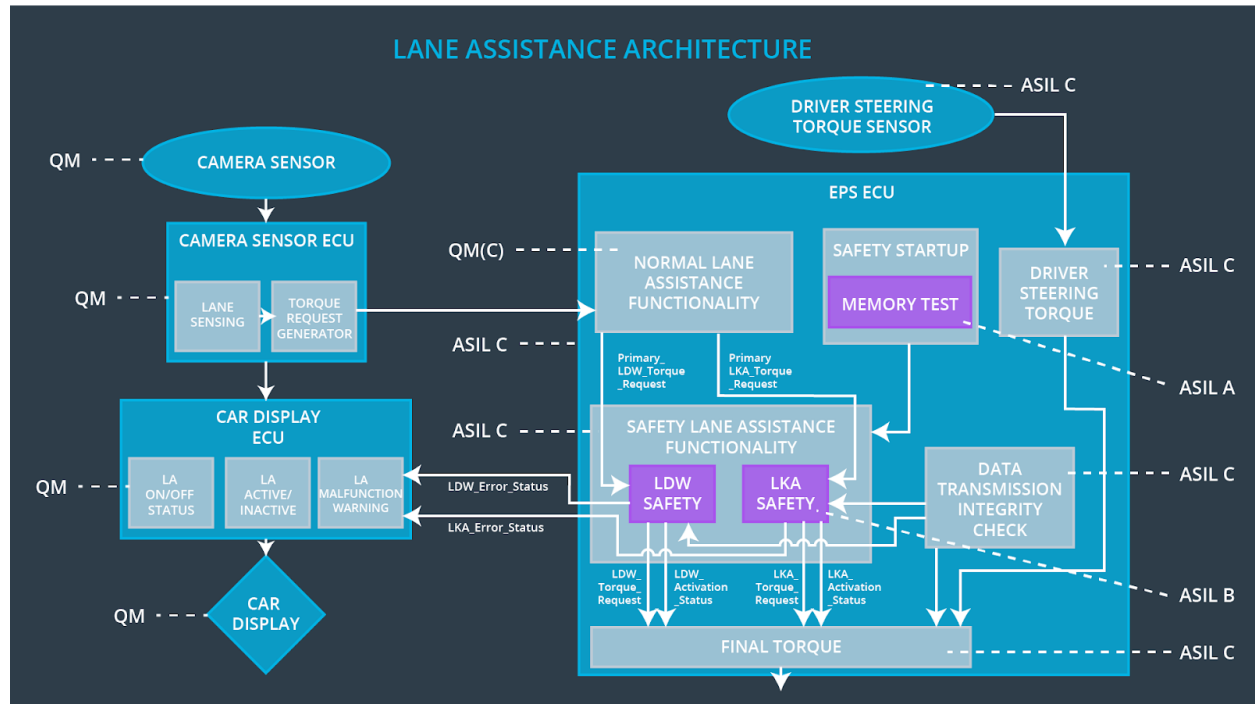 LANE ASSISTANCE ARCHITECTURE
ASIL C
DRIVER STEERING
TORQUE SENSOR
QM
CAMERA SENSOR
EPS ECU
CAMERA SENSOR ECU
QM(C)
NORMAL LANE
ASSISTANCE
FUNCTIONALITY
SAFETY STARTUP
MEMORY TEST
DRIVER
STEERING
TORQUE
ASIL C
QM
LANE
SENSING
TORQUE
REQUEST
GENERATOR
ASIL C
Primary_
LDW_Torque
_Request
Primary
LKA_Torque
_Request
ASIL A
CAR DISPLAY
ECU
ASIL C
SAFETY LANE ASSISTANCE
FUNCTIONALITY
QM
LA
ON/OFF
STATUS
LA
ACTIVE/
INACTIVE
LA
MALFUNCTION
WARNING
LDW_Error_Status
LKA_Error_Status
LDW
SAFETY
LKA
SAFETY
DATA
TRANSMISSION
INTEGRITY
CHECK
ASIL C
LDW_
Torque_
Request
LDW_
Activation
_Status
LKA_
Torque_
Request
LKA_
Activation
_Status
ASIL B
QM
CAR
DISPLAY
FINAL TORQUE
ASIL C